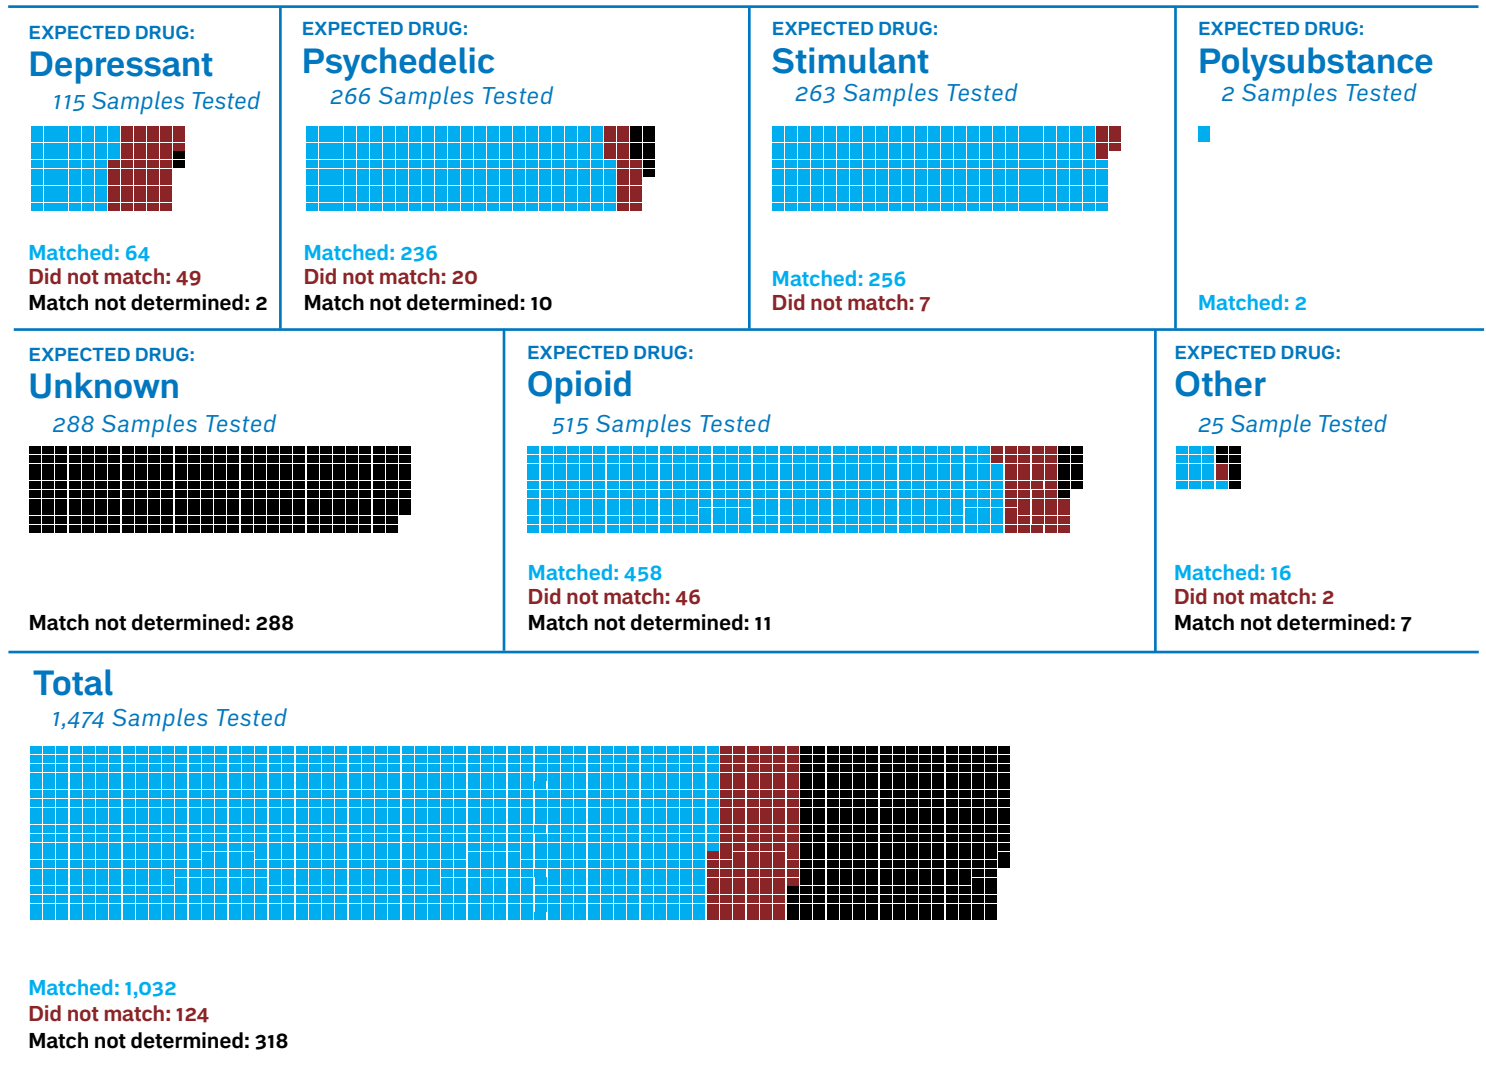 EXPECTED DRUG:
Depressant
115 Samples Tested
Matched: 64
Did not match: 49
Match not determined: 2
EXPECTED DRUG:
Psychedelic
266 Samples Tested
Matched: 236
Did not match: 20
Match not determined: 10
EXPECTED DRUG:
Stimulant
263 Samples Tested
Matched: 256
Did not match: 7
EXPECTED DRUG:
Polysubstance
2 Samples Tested
Matched: 2
EXPECTED DRUG:
Unknown
288 Samples Tested
Match not determined: 288
EXPECTED DRUG:
Opioid
515 Samples Tested
Matched: 458
Did not match: 46
Match not determined: 11
EXPECTED DRUG:
Other
25 Sample Tested
Matched: 16
Did not match: 2
Match not determined: 7
Total
1,474 Samples Tested
Matched: 1,032
Did not match: 124
Match not determined: 318